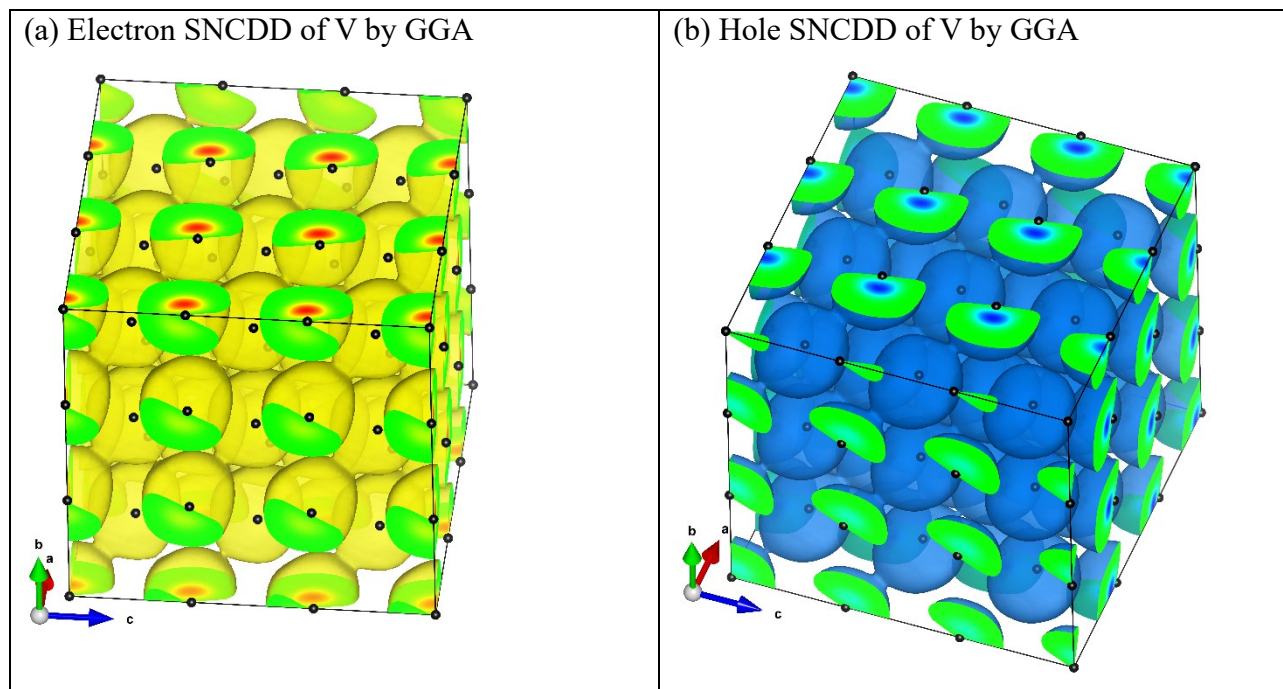 (a) Electron SNCDD of V by GGA
(b) Hole SNCDD of V by GGA
b
a
c
b
a
c